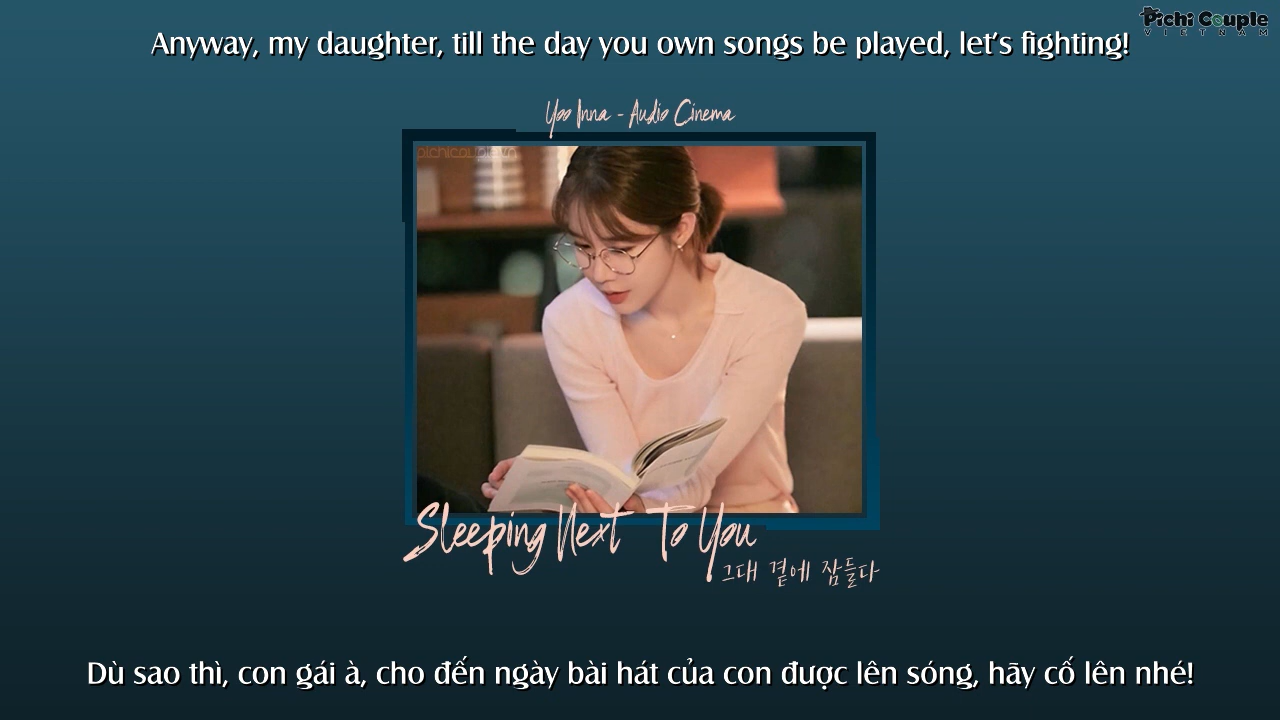 Pichi Couple
VIETNAM
Anyway, my daughter, till the day you own songs be played, let's fighting!
Yoo Inna - Audio Cinema
pichicouplevn
Sleeping Next To You
그대 곁에 잠들다
Dù sao thì, con gái à, cho đến ngày bài hát của con được lên sóng, hãy cố lên nhé!